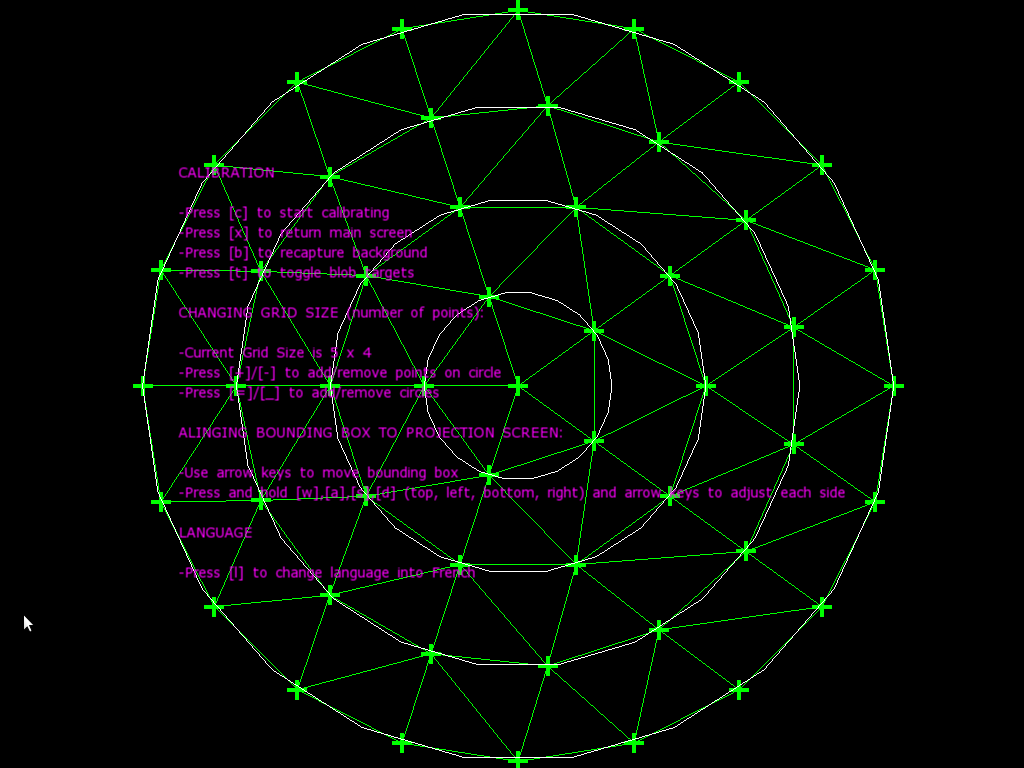 CALIBRATION
-Press [c] to start calibrating
-Press [x] to return main screen
-Press [b] to recapture background
-Press [t] to toggle blob targets
CHANGING GRID SIZE (number of points):
-Current Grid Size is 5 x 4
-Press [+]/[-] to add/remove points on circle
-Press [=]/[_] to add/remove circles
ALINGING BOUNDING BOX TO PROJECTION SCREEN:
-Use arrow keys to move bounding box
-Press and hold [w],[a],[s],[d] (top, left, bottom, right) and arrow keys to adjust each side
LANGUAGE
-Press [l] to change language into French